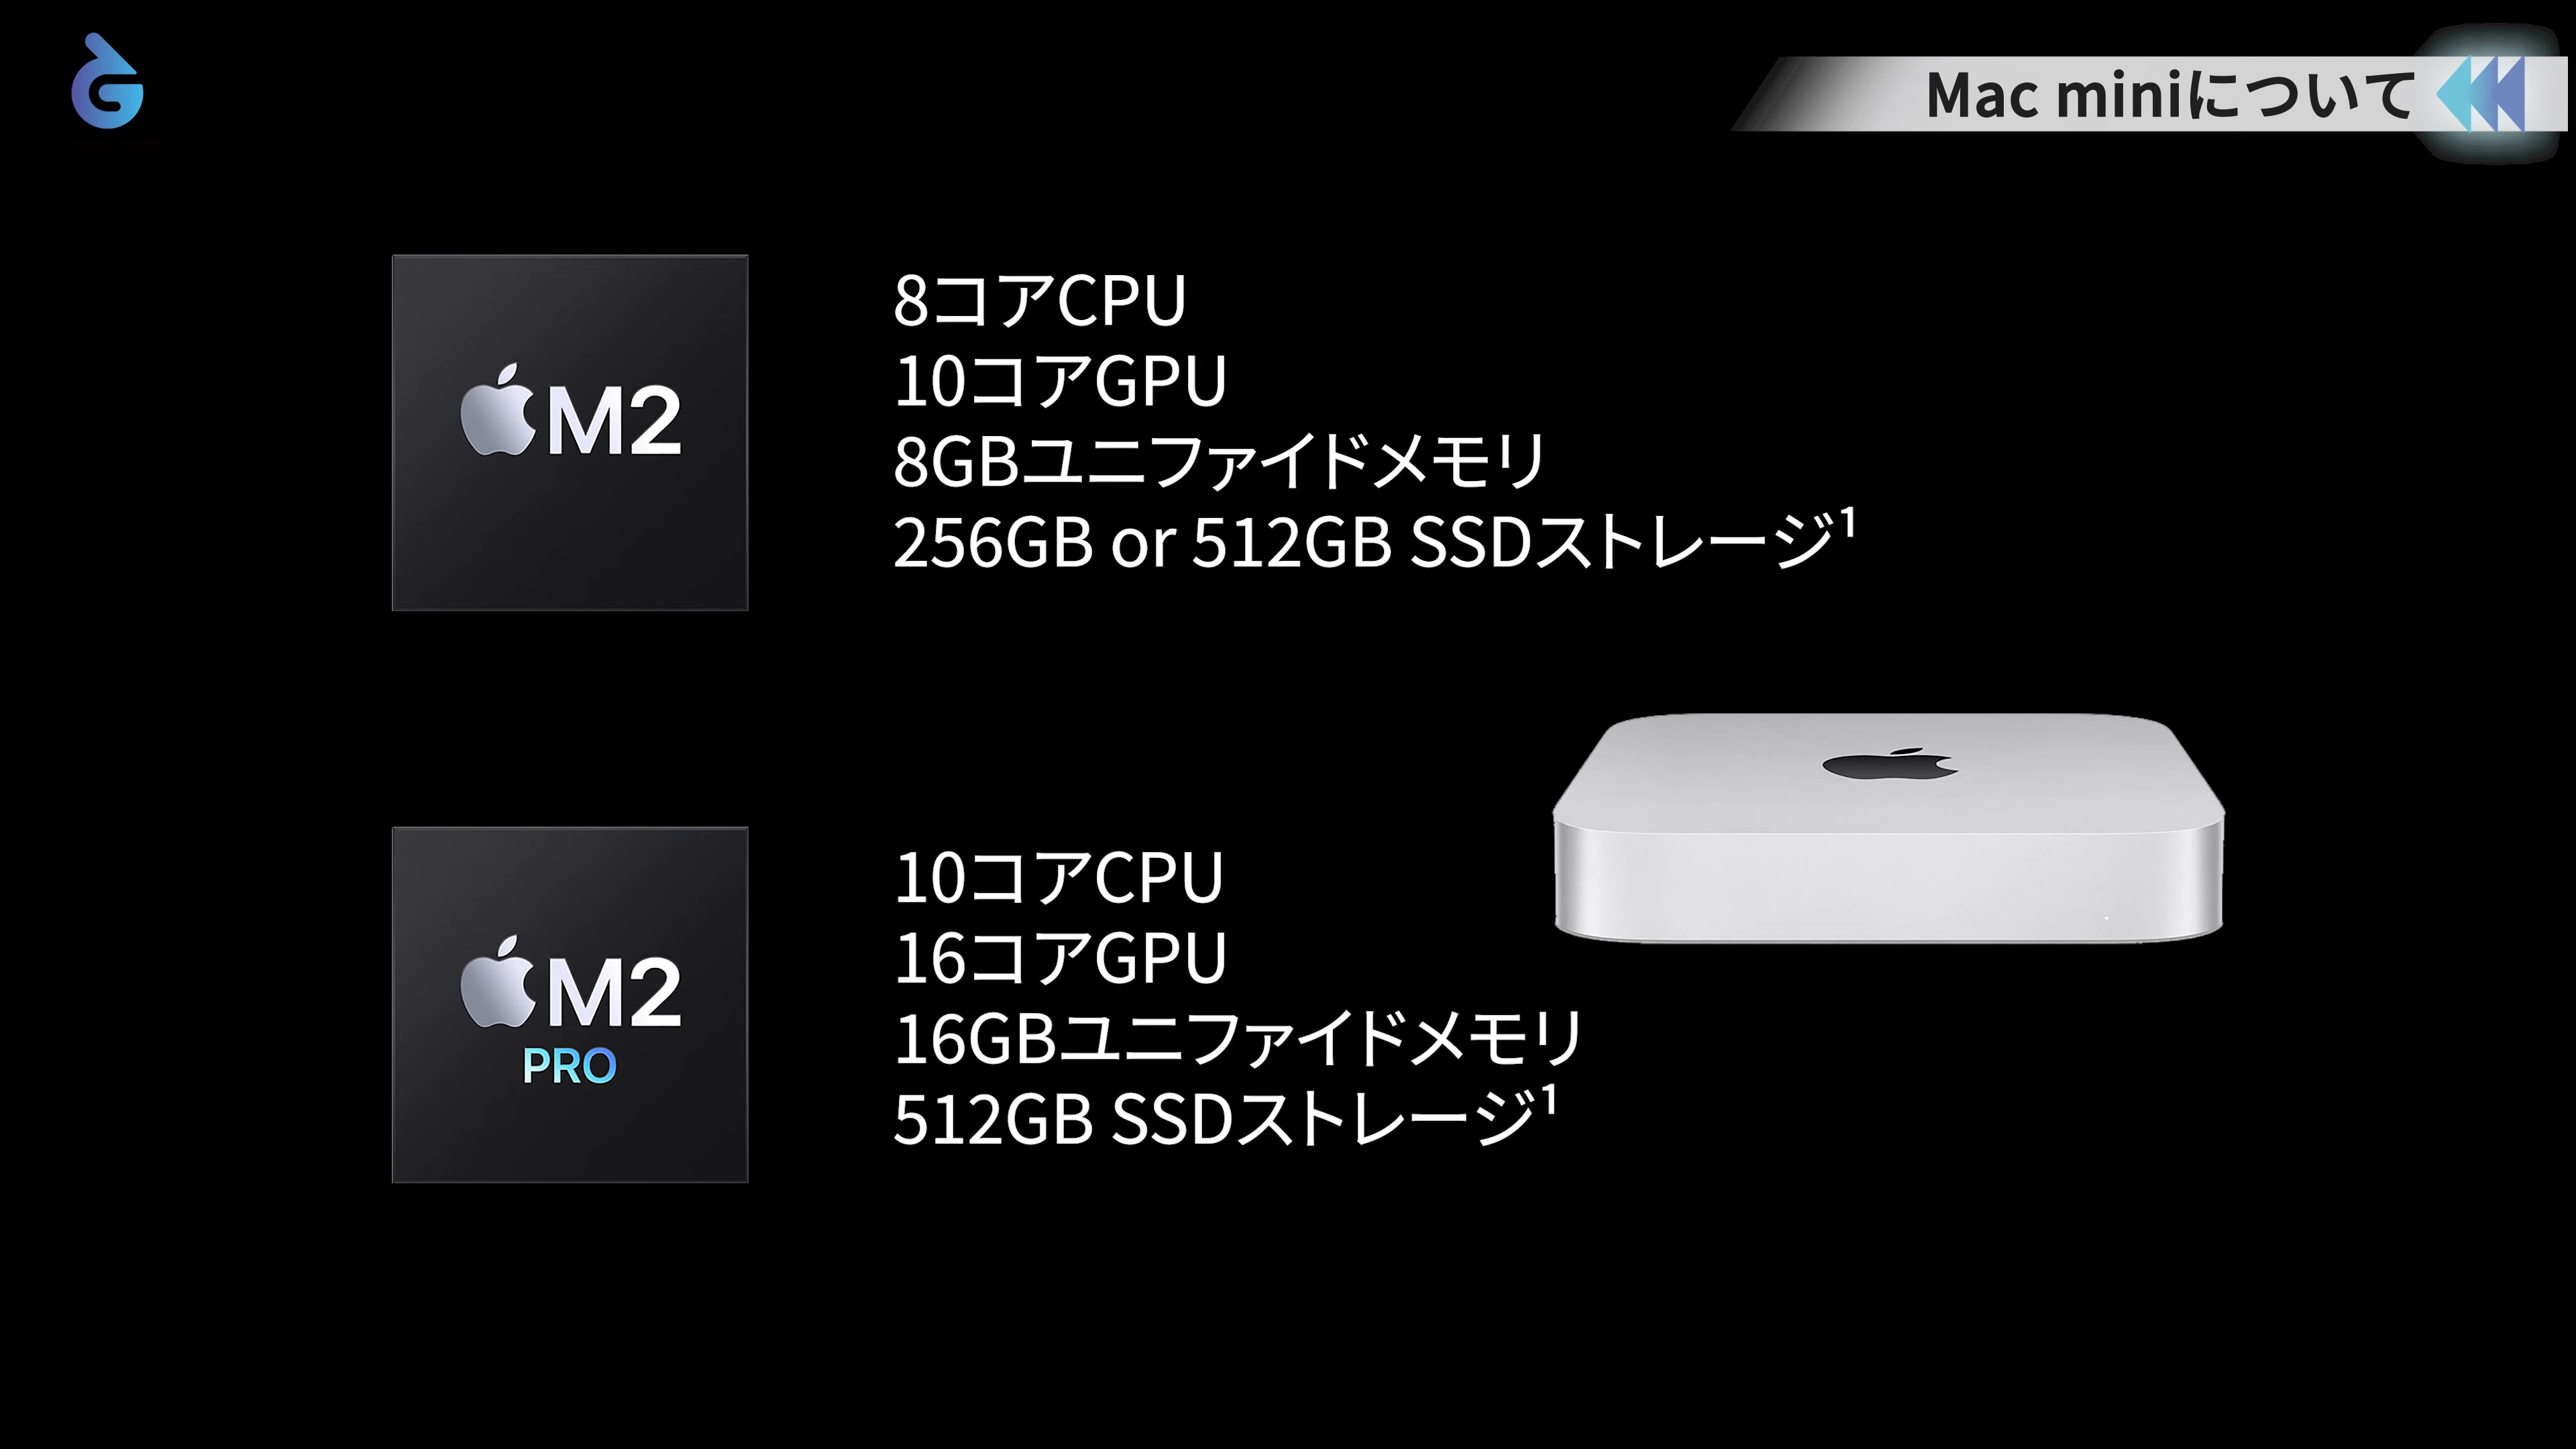 Mac miniについて
M2
8コアCPU
10コアGPU
8GBユニファイドメモリ
256GB or 512GB SSDストレージ¹
M2
PRO
10コアCPU
16コアGPU
16GBユニファイドメモリ
512GB SSDストレージ¹